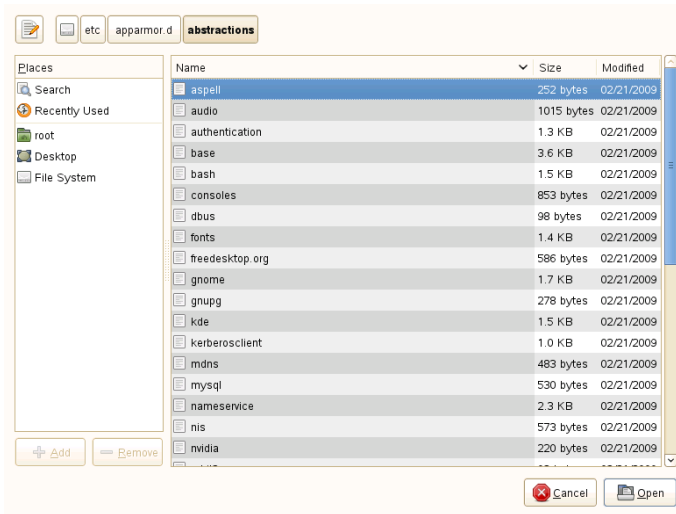 etc apparmor.d abstractions
Places
Search
Recently Used
root
Desktop
File System
Add Remove
Name Size Modified
aspell 252 bytes 02/21/2009
audio 1015 bytes 02/21/2009
authentication 1.3 KB 02/21/2009
base 3.6 KB 02/21/2009
bash 1.5 KB 02/21/2009
consoles 853 bytes 02/21/2009
dbus 98 bytes 02/21/2009
fonts 1.4 KB 02/21/2009
freedesktop.org 586 bytes 02/21/2009
gnome 1.7 KB 02/21/2009
gnupg 278 bytes 02/21/2009
kde 1.5 KB 02/21/2009
kerberosclient 1.0 KB 02/21/2009
mdns 483 bytes 02/21/2009
mysql 530 bytes 02/21/2009
nameservice 2.3 KB 02/21/2009
nis 573 bytes 02/21/2009
nvidia 220 bytes 02/21/2009
Cancel Open